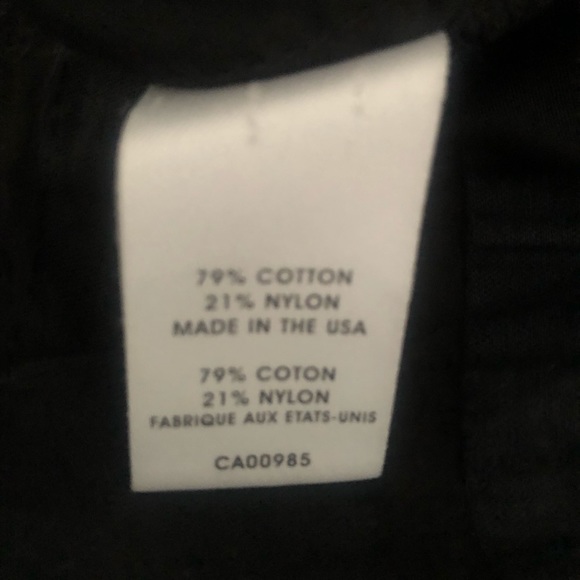 79% COTTON
21% NYLON
MADE IN THE USA
79% COTON
21% NYLON
FABRIQUE AUX ETATS-UNIS
CA00985